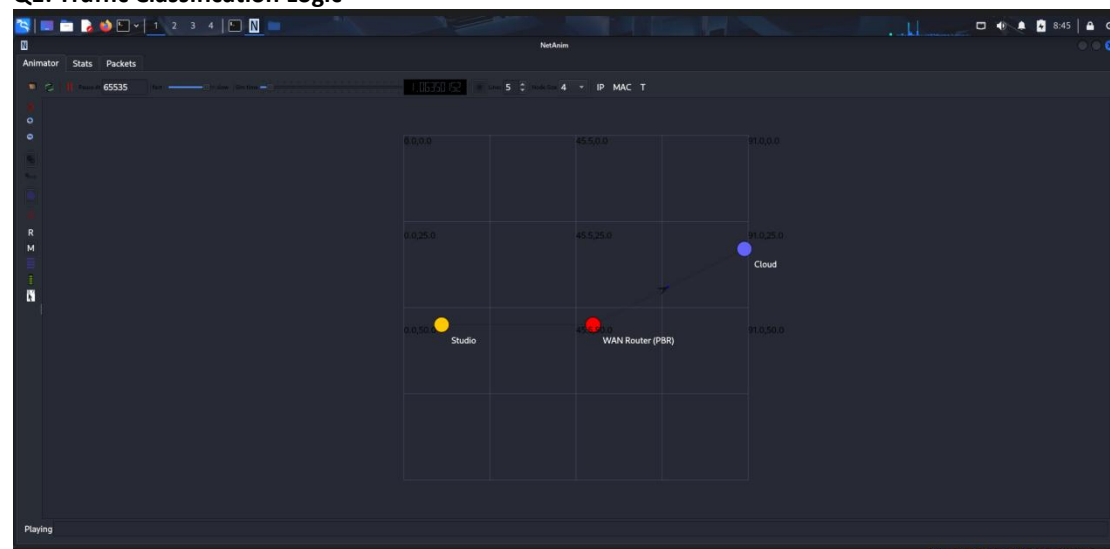 Q1: Traffic Classification Logic
1 2 3 4 8:45
NetAnim
Animator Stats Packets
65535 5 4 IP MAC T
0.0,0.0 45.5,0.0 91.0,0.0
R
0.0,25.0 45.5,25.0 91.0,25.0
M
Cloud
0.0,50.0 91.0,50.0
Studio WAN Router (PBR)
Playing